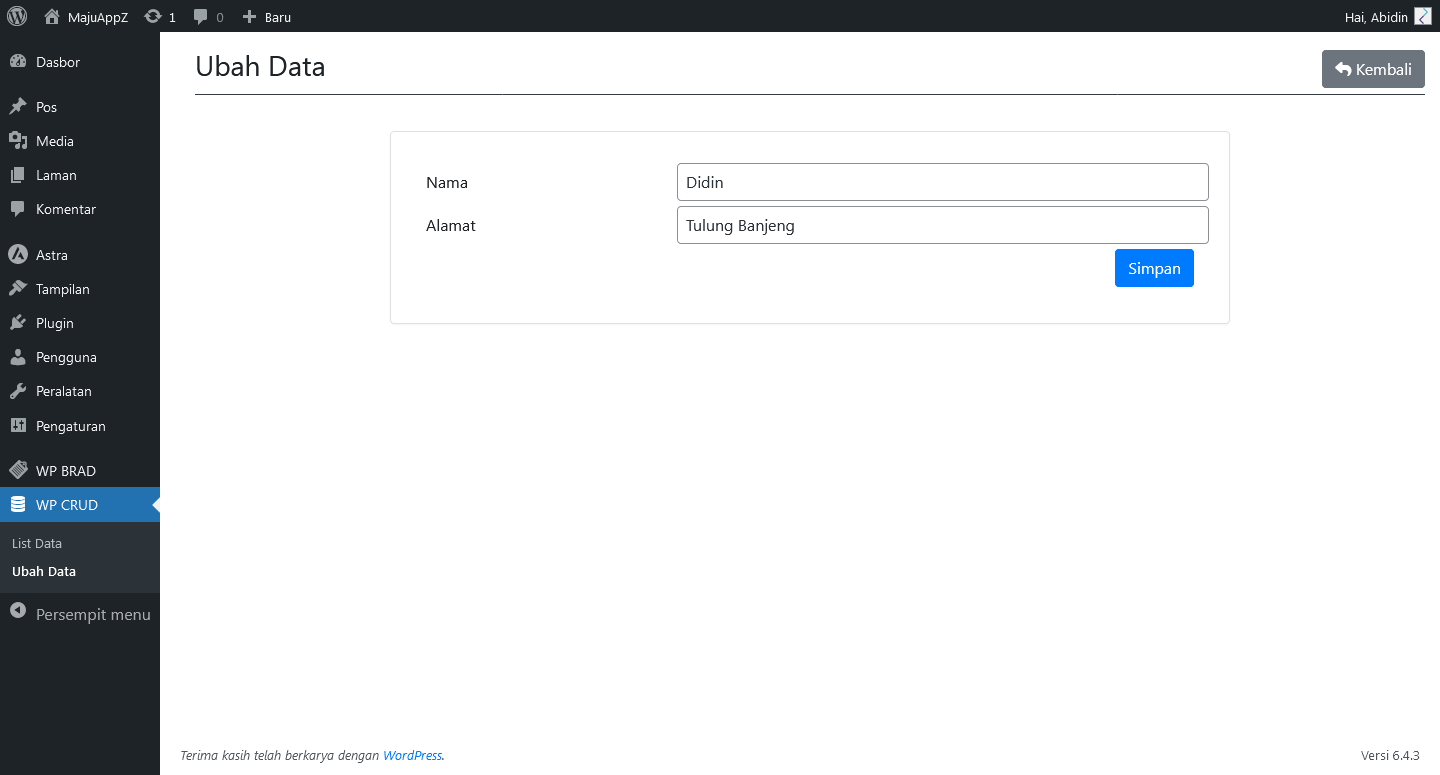 MajuAppZ 1 0 Baru Hai, Abidin
Dasbor
Pos
Media
Laman
Komentar
Astra
Tampilan
Plugin
Pengguna
Peralatan
Pengaturan
WP BRAD
WP CRUD
List Data
Ubah Data
Persempit menu
Ubah Data
Kembali
Nama Didin
Alamat Tulung Banjeng
Simpan
Terima kasih telah berkarya dengan WordPress. Versi 6.4.3